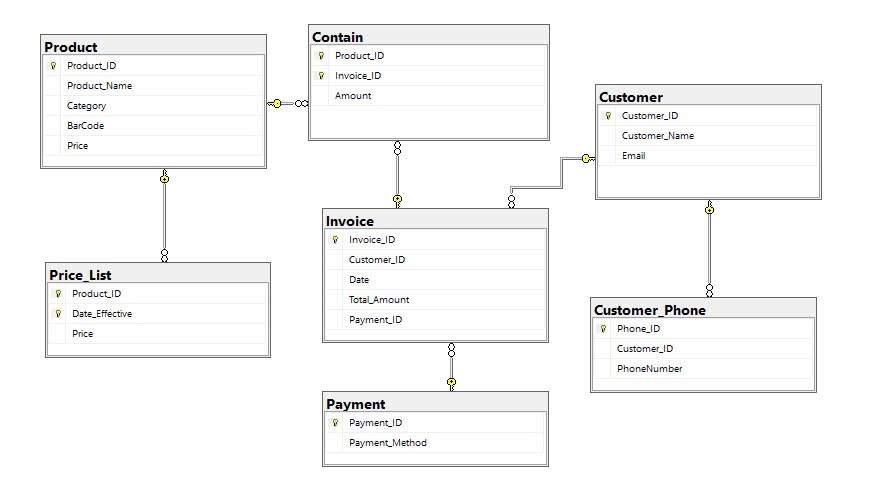 Product
Product_ID
Product_Name
Category
BarCode
Price
Contain
Product_ID
Invoice_ID
Amount
Customer
Customer_ID
Customer_Name
Email
Price_List
Product_ID
Date_Effective
Price
Invoice
Invoice_ID
Customer_ID
Date
Total_Amount
Payment_ID
Customer_Phone
Phone_ID
Customer_ID
PhoneNumber
Payment
Payment_ID
Payment_Method